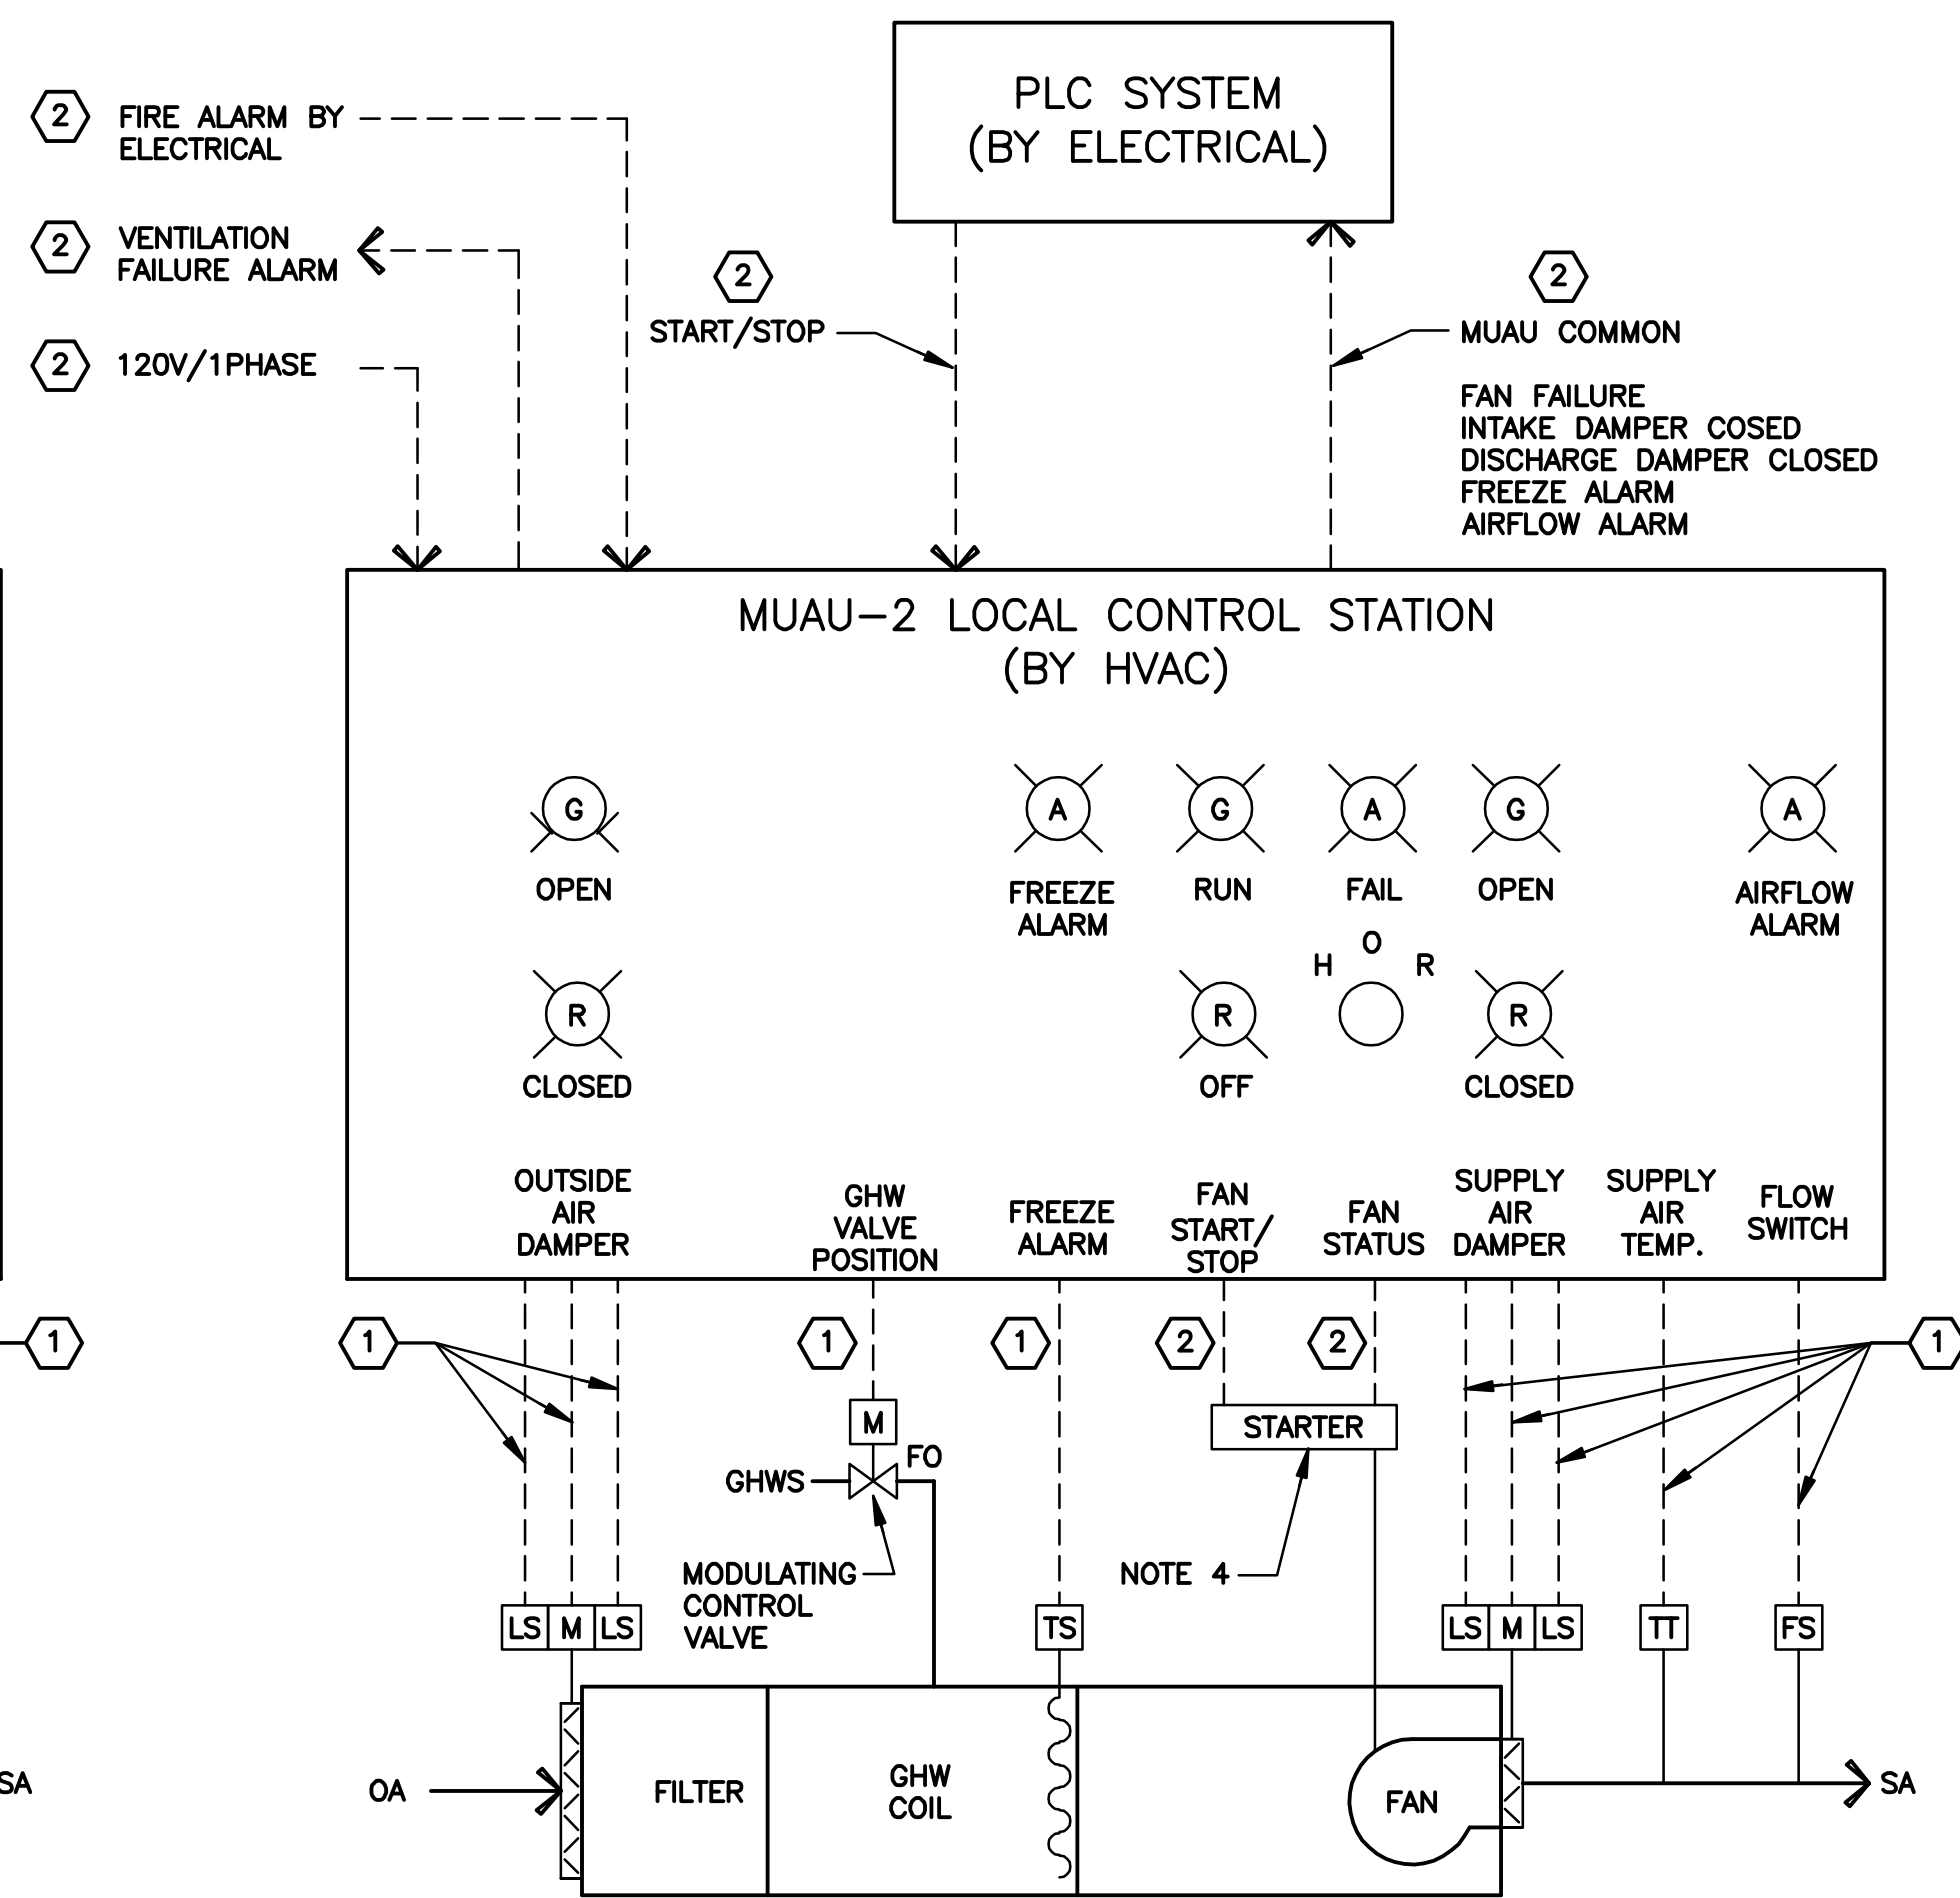 PLC SYSTEM
(BY ELECTRICAL)
2 FIRE ALARM BY
ELECTRICAL
2 VENTILATION
FAILURE ALARM
2 120V/1PHASE
2
START/STOP
2
MUAU COMMON
FAN FAILURE
INTAKE DAMPER COSED
DISCHARGE DAMPER CLOSED
FREEZE ALARM
AIRFLOW ALARM
MUAU-2 LOCAL CONTROL STATION
(BY HVAC)
G
OPEN
A
FREEZE
ALARM
G
RUN
A
FAIL
G
OPEN
A
AIRFLOW
ALARM
H O R
R
CLOSED
R
OFF
R
CLOSED
OUTSIDE
AIR
DAMPER
GHW
VALVE
POSITION
FREEZE
ALARM
FAN
START/
STOP
FAN
STATUS
SUPPLY
AIR
DAMPER
SUPPLY
AIR
TEMP.
FLOW
SWITCH
1
1
1
1
2
2
1
M
FO
GHWS
MODULATING
CONTROL
VALVE
STARTER
NOTE 4
LS M LS
TS
LS M LS
TT
FS
SA
OA
FILTER
GHW
COIL
FAN
SA